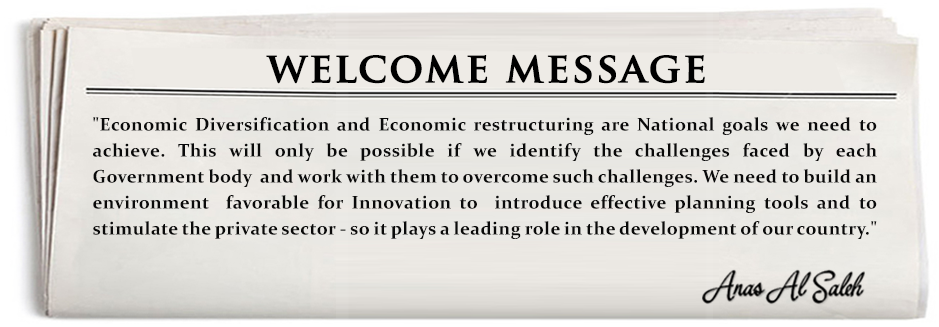 WELCOME MESSAGE
"Economic Diversification and Economic restructuring are National goals we need to
achieve. This will only be possible if we identify the challenges faced by each
Government body and work with them to overcome such challenges. We need to build an
environment favorable for Innovation to introduce effective planning tools and to
stimulate the private sector - so it plays a leading role in the development of our country."
Anas Al Saleh